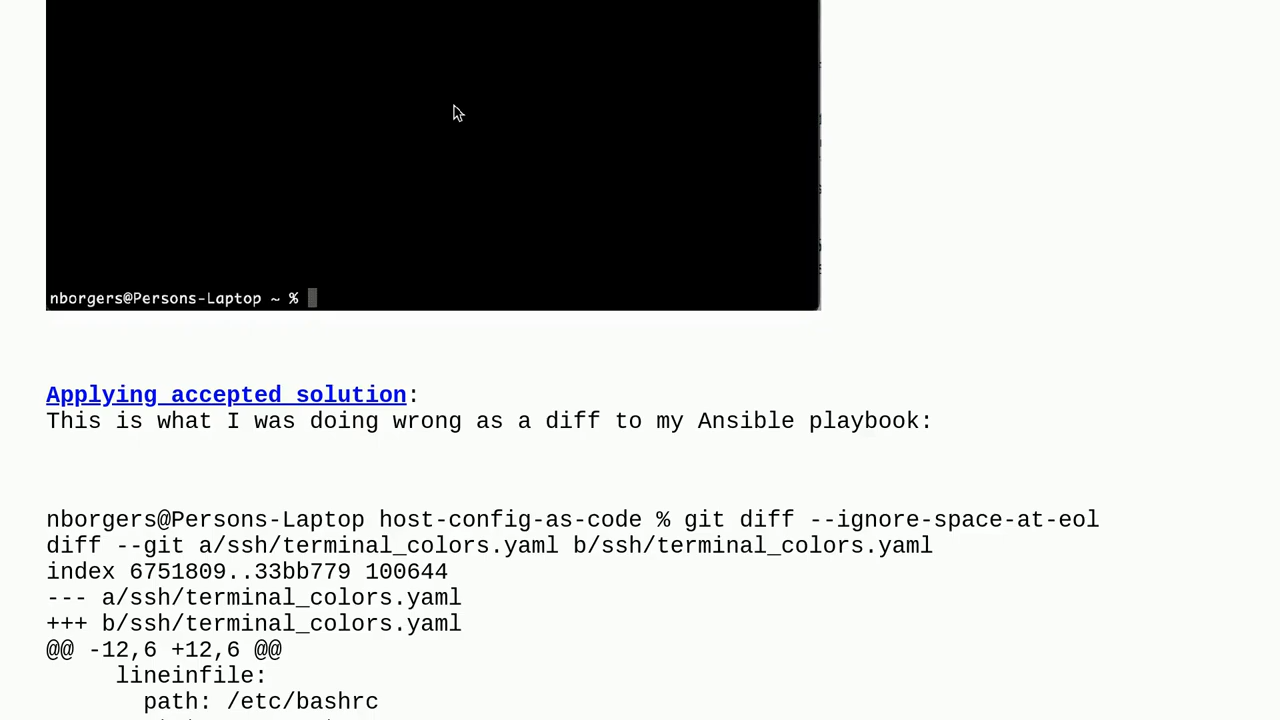 nborgers@Persons-Laptop ~ %
Applying accepted solution:
This is what I was doing wrong as a diff to my Ansible playbook:
nborgers@Persons-Laptop host-config-as-code % git diff --ignore-space-at-eol
diff --git a/ssh/terminal_colors.yaml b/ssh/terminal_colors.yaml
index 6751809..33bb779 100644
--- a/ssh/terminal_colors.yaml
+++ b/ssh/terminal_colors.yaml
@@ -12,6 +12,6 @@
lineinfile:
path: /etc/bashrc